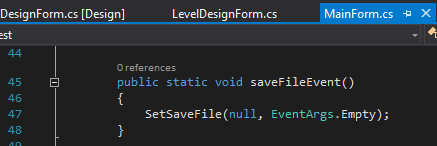 DesignForm.cs [Design] LevelDesignForm.cs MainForm.cs
est
44
0 references
45 public static void saveFileEvent()
46 {
47 SetSaveFile(null, EventArgs.Empty);
48 }